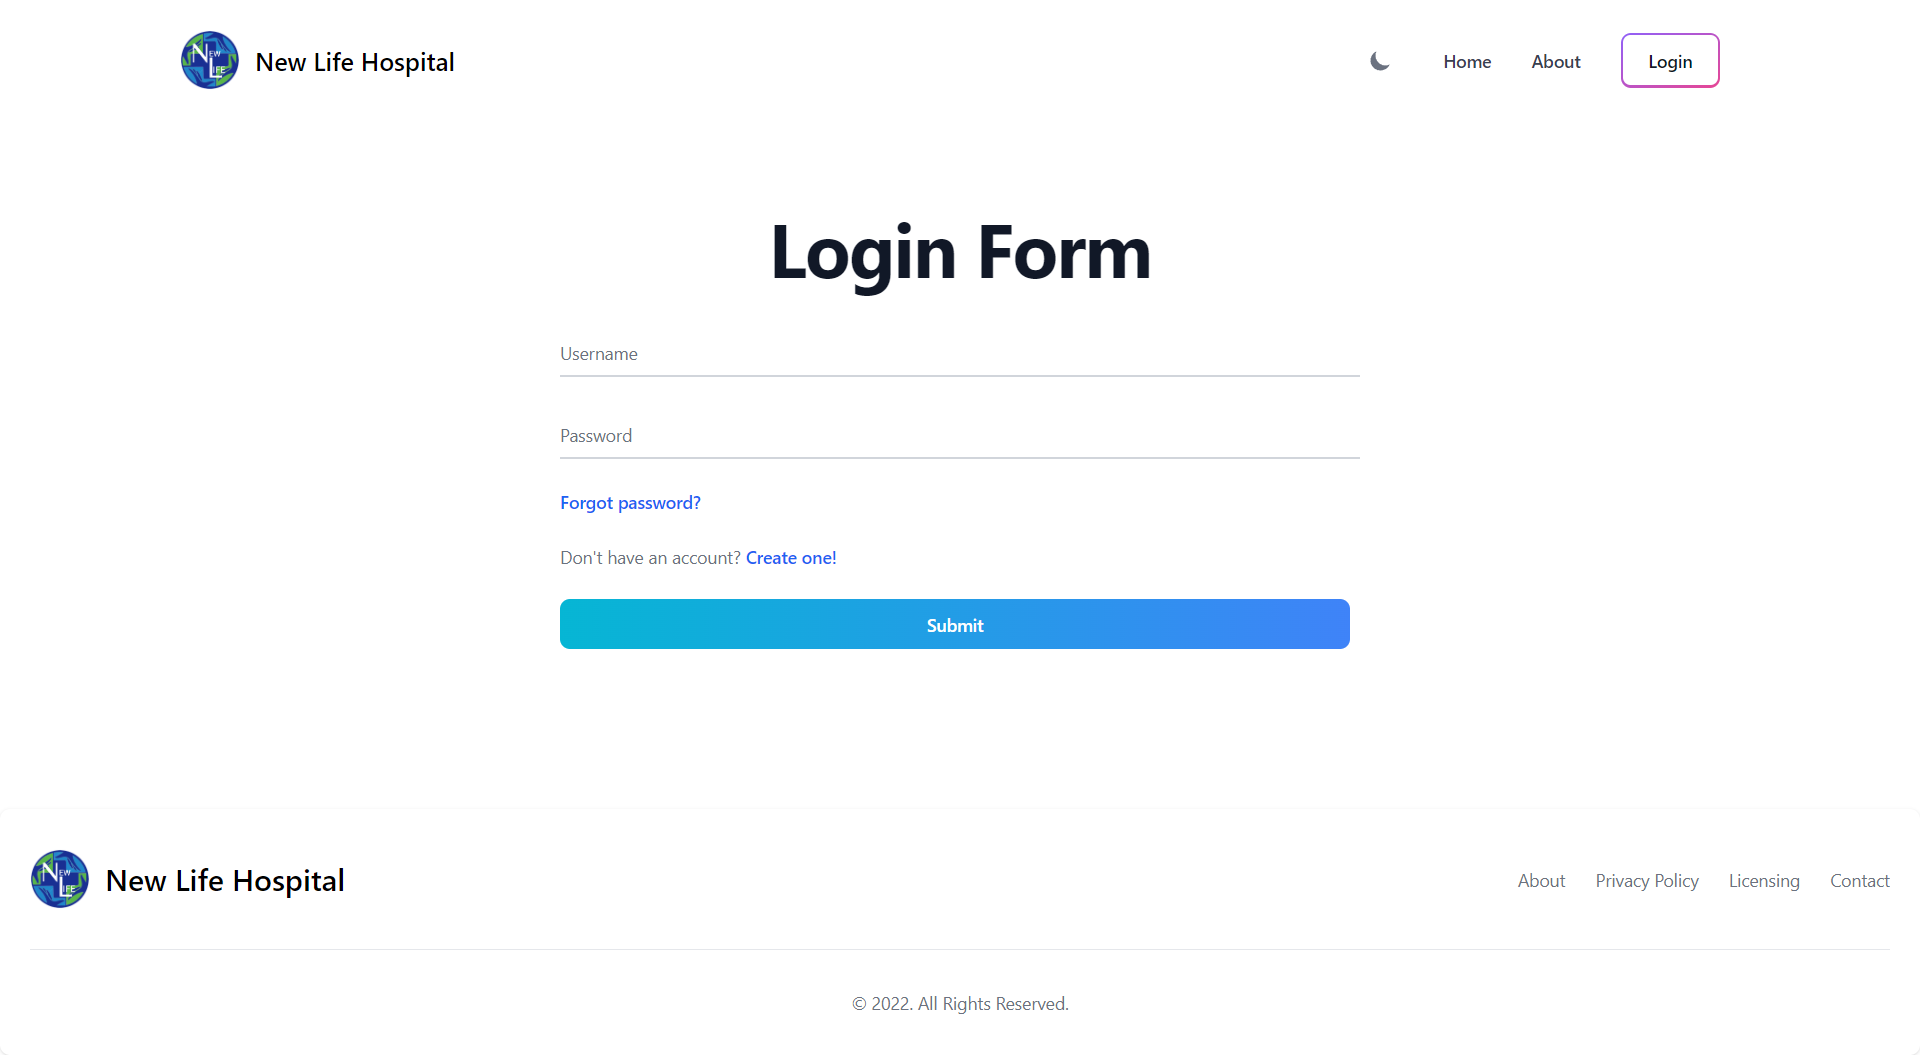 NEW LIFE New Life Hospital Home About Login
Login Form
Username
Password
Forgot password?
Don't have an account? Create one!
Submit
NEW LIFE New Life Hospital About Privacy Policy Licensing Contact
© 2022. All Rights Reserved.